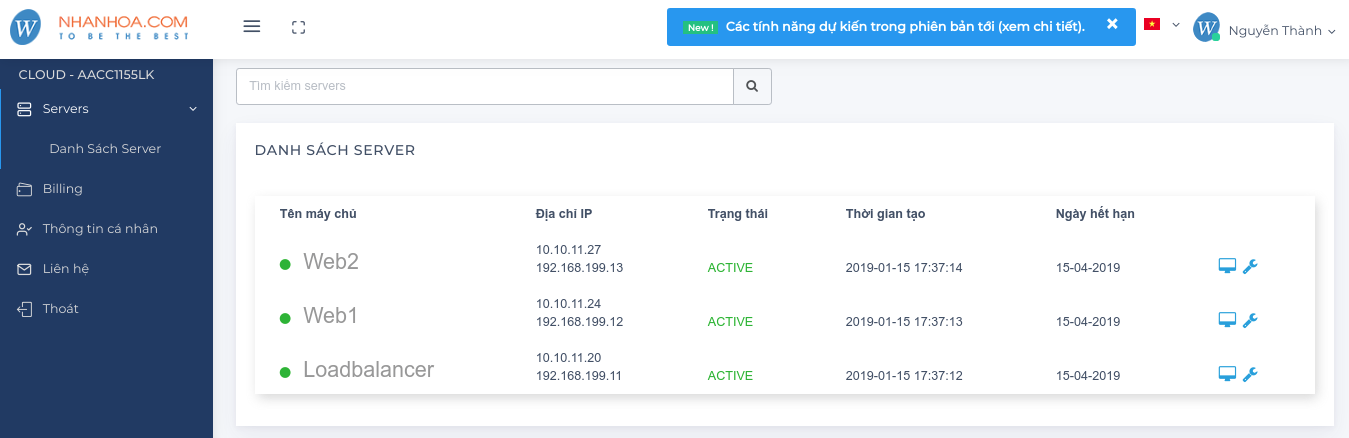 W NHANHOA.COM
TO BE THE BEST
New ! Các tính năng dự kiến trong phiên bản tới (xem chi tiết). ×
W Nguyễn Thành
CLOUD - AACC1155LK
Servers
Danh Sách Server
Billing
Thông tin cá nhân
Liên hệ
Thoát
Tìm kiếm servers
DANH SÁCH SERVER
Tên máy chủ Địa chỉ IP Trạng thái Thời gian tạo Ngày hết hạn
10.10.11.27
Web2 192.168.199.13 ACTIVE 2019-01-15 17:37:14 15-04-2019
10.10.11.24
Web1 192.168.199.12 ACTIVE 2019-01-15 17:37:13 15-04-2019
10.10.11.20
Loadbalancer 192.168.199.11 ACTIVE 2019-01-15 17:37:12 15-04-2019